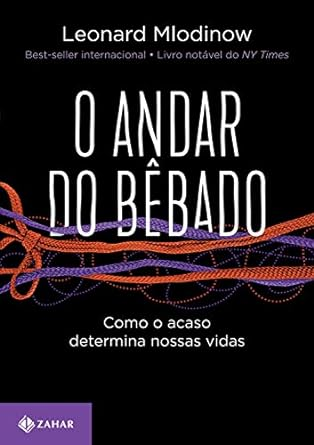 Leonard Mlodinow
Best-seller internacional • Livro notável do NY Times
O ANDAR
DO BÊBADO
Como o acaso
determina nossas vidas
Z
ZAHAR